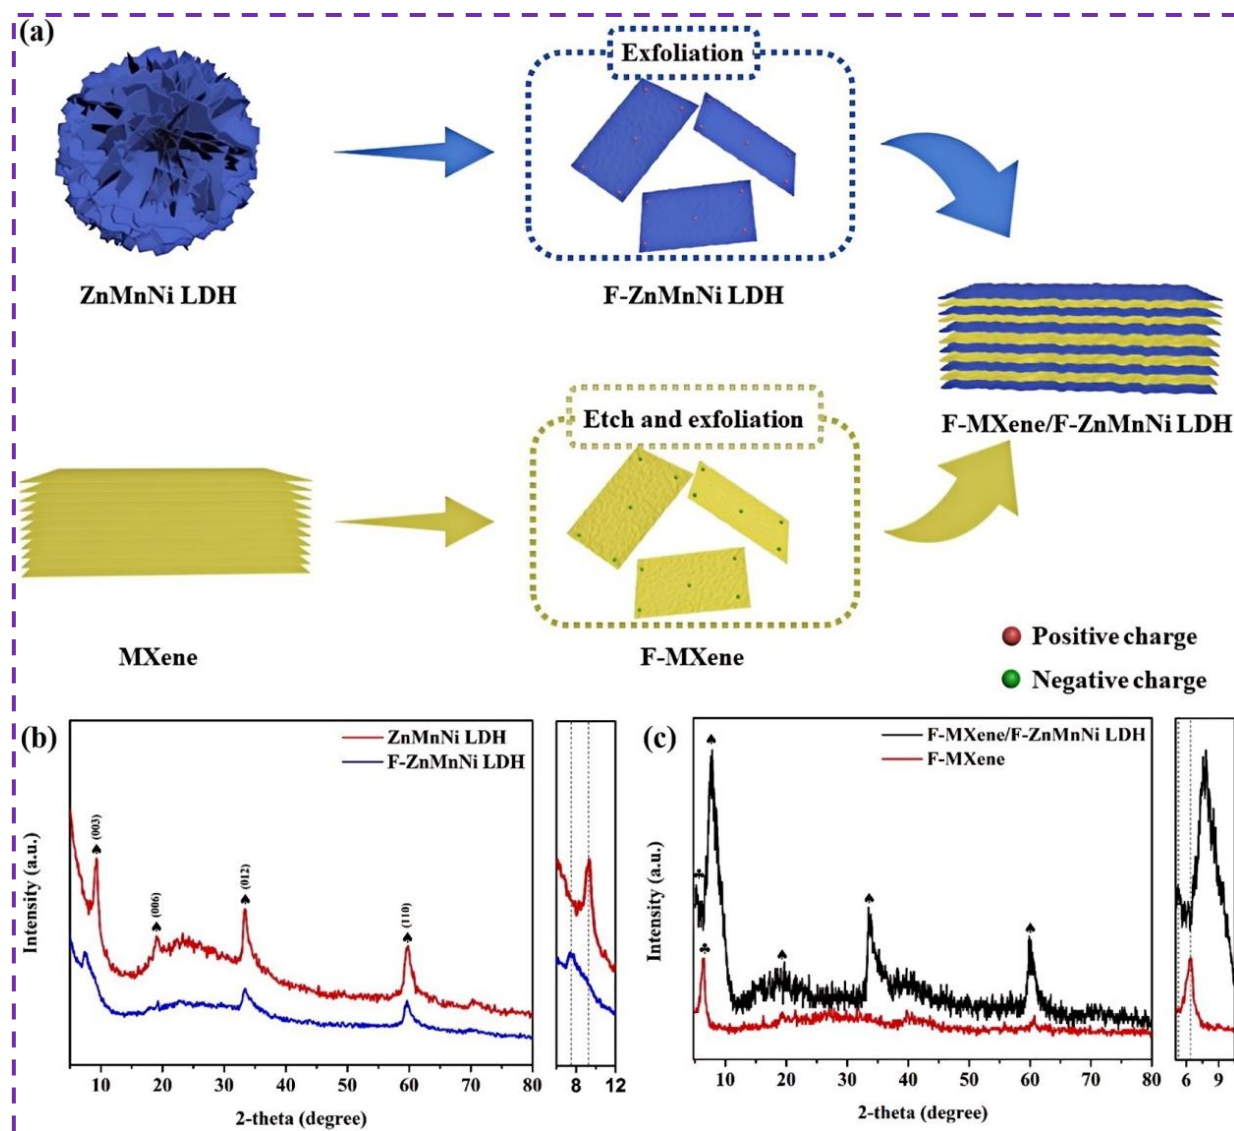 (a)
Exfoliation
ZnMnNi LDH
F-ZnMnNi LDH
Etch and exfoliation
F-MXene/F-ZnMnNi LDH
MXene
F-MXene
Positive charge
Negative charge
(b)
ZnMnNi LDH
F-ZnMnNi LDH
(003)
(006)
(012)
(110)
Intensity (a.u.)
10 20 30 40 50 60 70 80
8 12
2-theta (degree)
(c)
F-MXene/F-ZnMnNi LDH
F-MXene
Intensity (a.u.)
10 20 30 40 50 60 70 80
6 9
2-theta (degree)